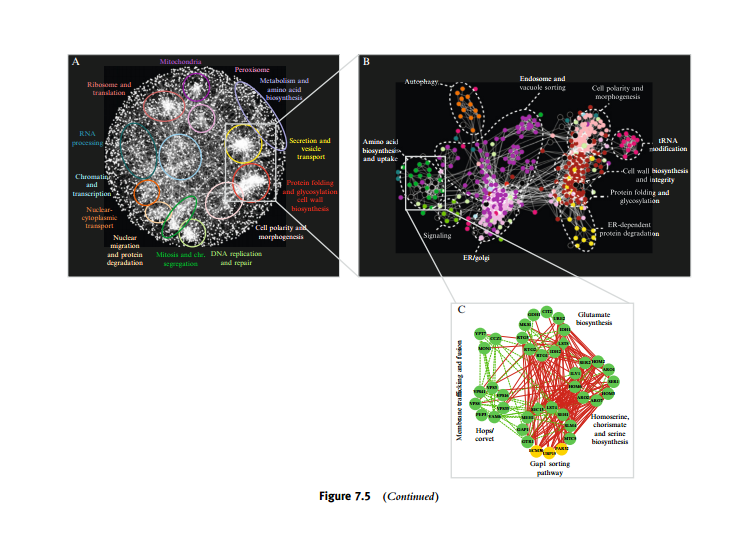 A
Mitochondria
Peroxisome
Ribosome and
translation
Metabolism and
amino acid
biosynthesis
RNA
processing
Secretion and
vesicle
transport
Chromatin
and
transcription
Protein folding
and glycosylation
cell wall
biosynthesis
Nuclear-
cytoplasmic
transport
Cell polarity and
morphogenesis
Nuclear
migration
and protein
degradation
Mitosis and chr.
segregation
DNA replication
and repair
B
Autophagy
Endosome and
vacuole sorting
Cell polarity and
morphogenesis
Amino acid
biosynthesis
and uptake
tRNA
modification
Cell wall biosynthesis
and integrity
Protein folding and
glycosylation
Signaling
ER-dependent
protein degradation
ER/golgi
C
Glutamate
biosynthesis
Membrane trafficking and fusion
Hops/
corvet
Homoserine,
chorismate
and serine
biosynthesis
Gap1 sorting
pathway
Figure 7.5 (Continued)